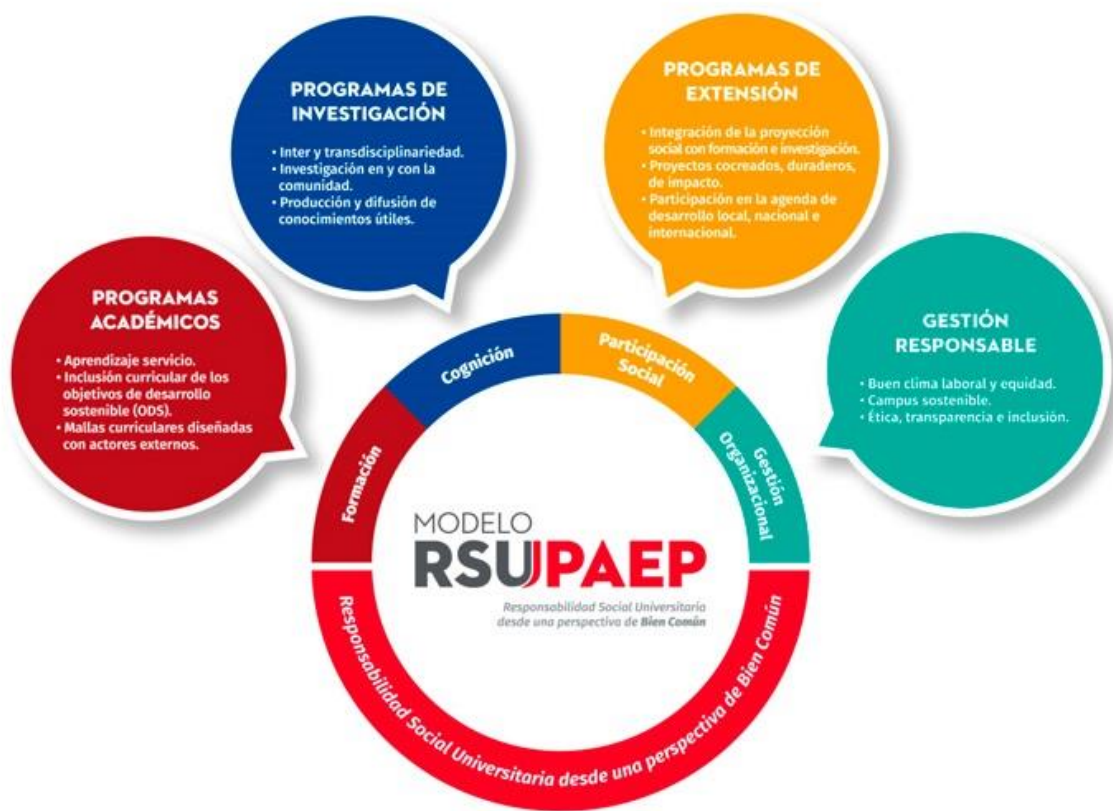 PROGRAMAS DE
INVESTIGACIÓN
• Inter y transdisciplinariedad.
• Investigación en y con la
comunidad.
• Producción y difusión de
conocimientos útiles.
PROGRAMAS DE
EXTENSIÓN
• Integración de la proyección
social con formación e investigación.
• Proyectos cocreados, duraderos,
de impacto.
• Participación en la agenda de
desarrollo local, nacional e
internacional.
PROGRAMAS
ACADÉMICOS
• Aprendizaje servicio.
• Inclusión curricular de los
objetivos de desarrollo
sostenible (ODS).
• Mallas curriculares diseñadas
con actores externos.
GESTIÓN
RESPONSABLE
• Buen clima laboral y equidad.
• Campus sostenible.
• Ética, transparencia e inclusión.
Formación
Cognición
Participación
Social
Gestión
Organizacional
MODELO
RSUUPAEP
Responsabilidad Social Universitaria
desde una perspectiva de Bien Común
Responsabilidad Social Universitaria desde una perspectiva de Bien Común